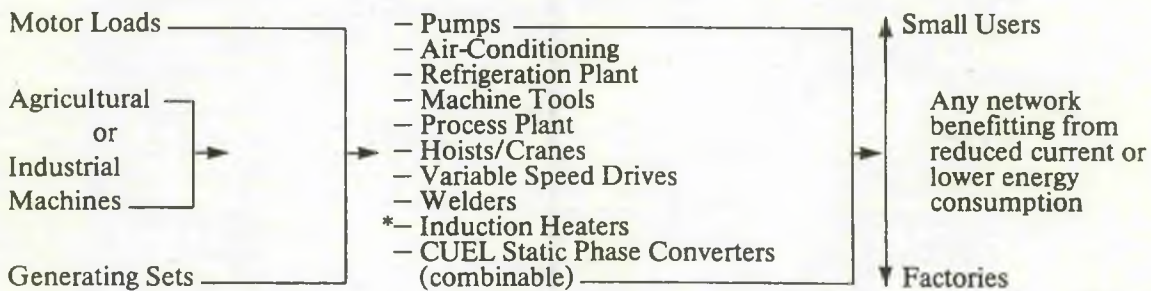 Motor Loads
Agricultural
or
Industrial
Machines
Generating Sets
– Pumps
– Air-Conditioning
– Refrigeration Plant
– Machine Tools
– Process Plant
– Hoists/Cranes
– Variable Speed Drives
– Welders
*– Induction Heaters
– CUEL Static Phase Converters
(combinable)
Small Users
Any network
benefitting from
reduced current or
lower energy
consumption
Factories